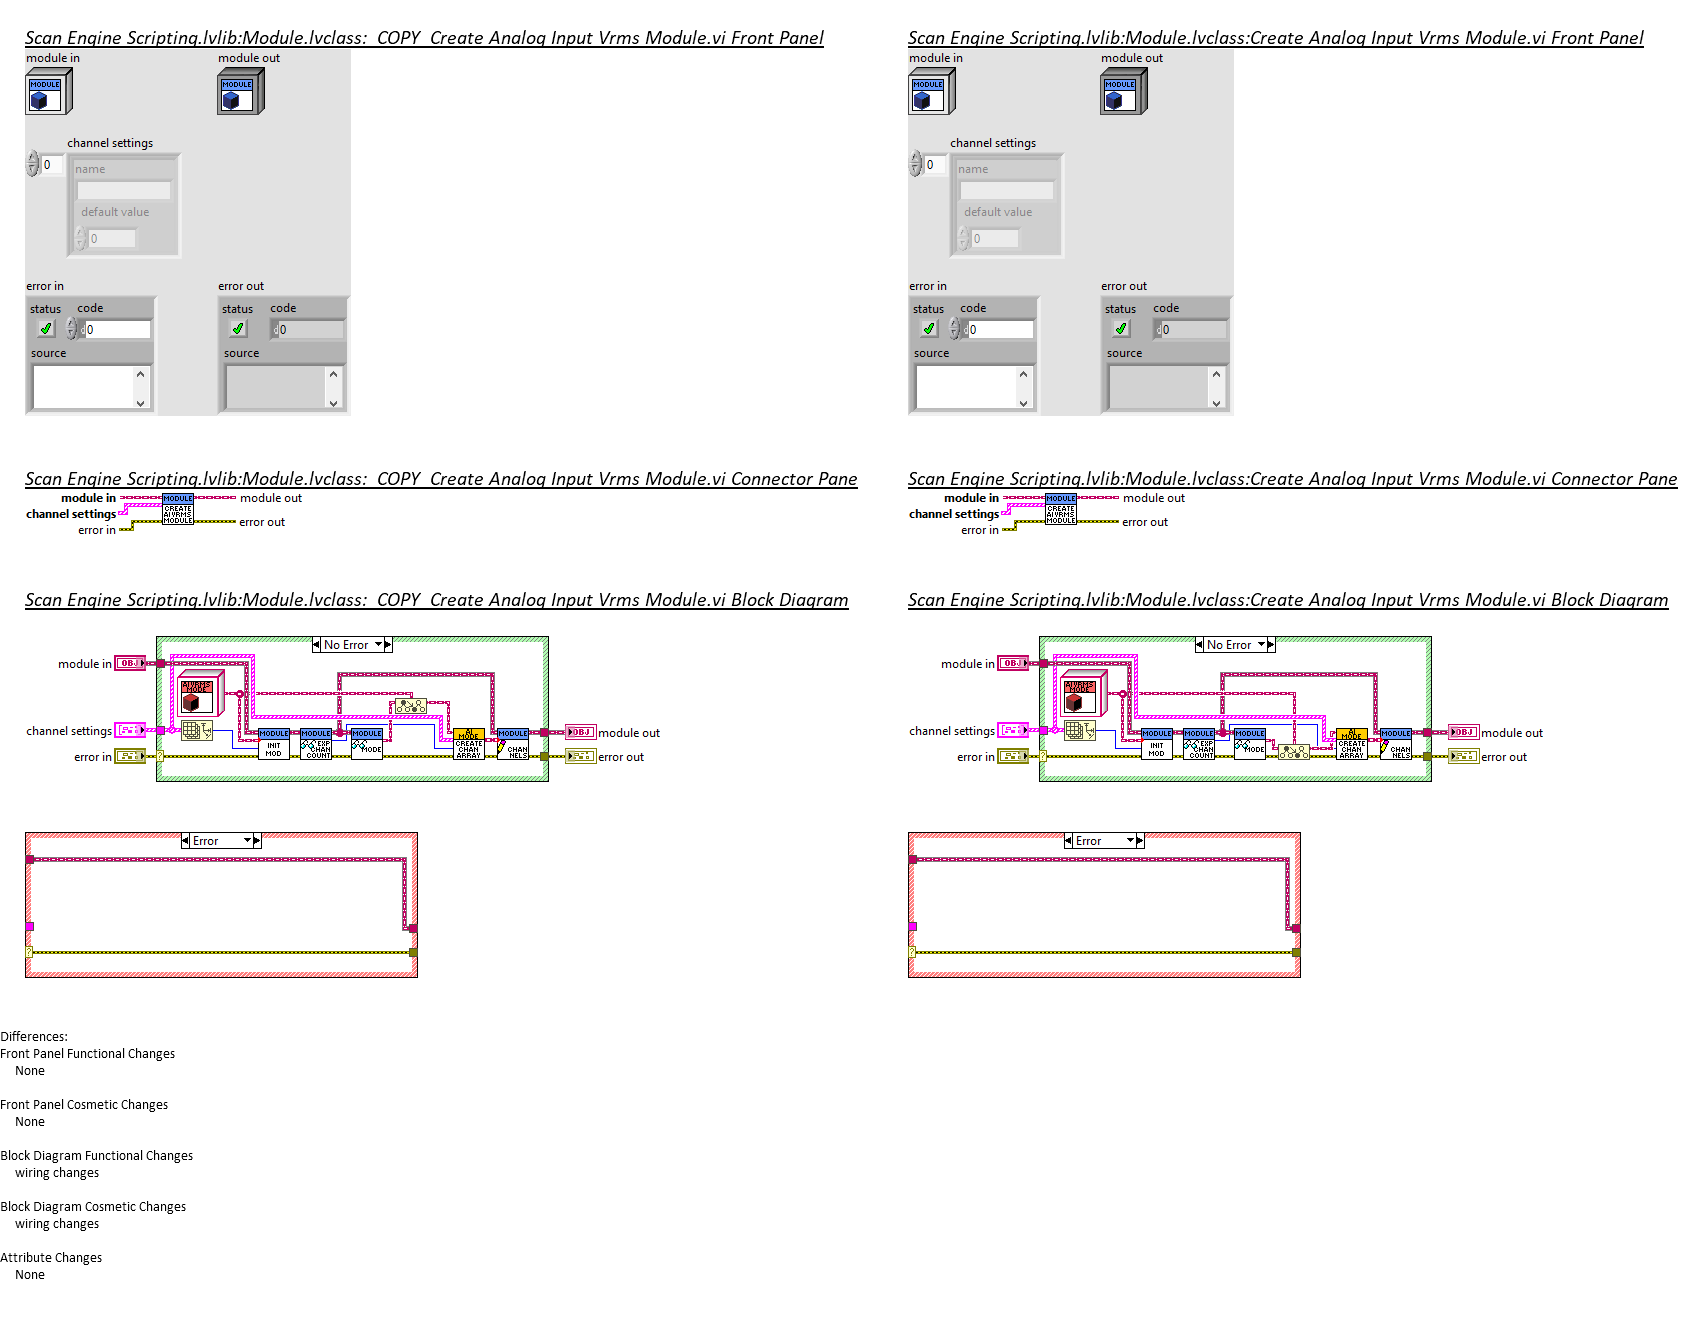 Scan Engine Scripting.lvlib:Module.lvclass:  COPY  Create Analog Input Vrms Module.vi Front Panel
module in
module out
MODULE
MODULE
channel settings
0
name
default value
0
error in
error out
status
code
0
status
code
0
source
source
Scan Engine Scripting.lvlib:Module.lvclass:Create Analog Input Vrms Module.vi Front Panel
module in
module out
MODULE
MODULE
channel settings
0
name
default value
0
error in
error out
status
code
0
status
code
0
source
source
Scan Engine Scripting.lvlib:Module.lvclass:  COPY  Create Analog Input Vrms Module.vi Connector Pane
module in
channel settings
error in
MODULE
CREATE
AIVRMS
MODULE
module out
error out
Scan Engine Scripting.lvlib:Module.lvclass:Create Analog Input Vrms Module.vi Connector Pane
module in
channel settings
error in
MODULE
CREATE
AIVRMS
MODULE
module out
error out
Scan Engine Scripting.lvlib:Module.lvclass:  COPY  Create Analog Input Vrms Module.vi Block Diagram
No Error
module in
OBJ
AIVRMS
MODE
channel settings
error in
MODULE
INIT
MOD
MODULE
EXP
CHAN
COUNT
MODULE
MODE
AI
MODE
CREATE
CHAN
ARRAY
MODULE
CHAN
NELS
OBJ
module out
error out
Error
Scan Engine Scripting.lvlib:Module.lvclass:Create Analog Input Vrms Module.vi Block Diagram
No Error
module in
OBJ
AIVRMS
MODE
channel settings
error in
MODULE
INIT
MOD
MODULE
EXP
CHAN
COUNT
MODULE
MODE
AI
MODE
CREATE
CHAN
ARRAY
MODULE
CHAN
NELS
OBJ
module out
error out
Error
Differences:
Front Panel Functional Changes
None
Front Panel Cosmetic Changes
None
Block Diagram Functional Changes
wiring changes
Block Diagram Cosmetic Changes
wiring changes
Attribute Changes
None